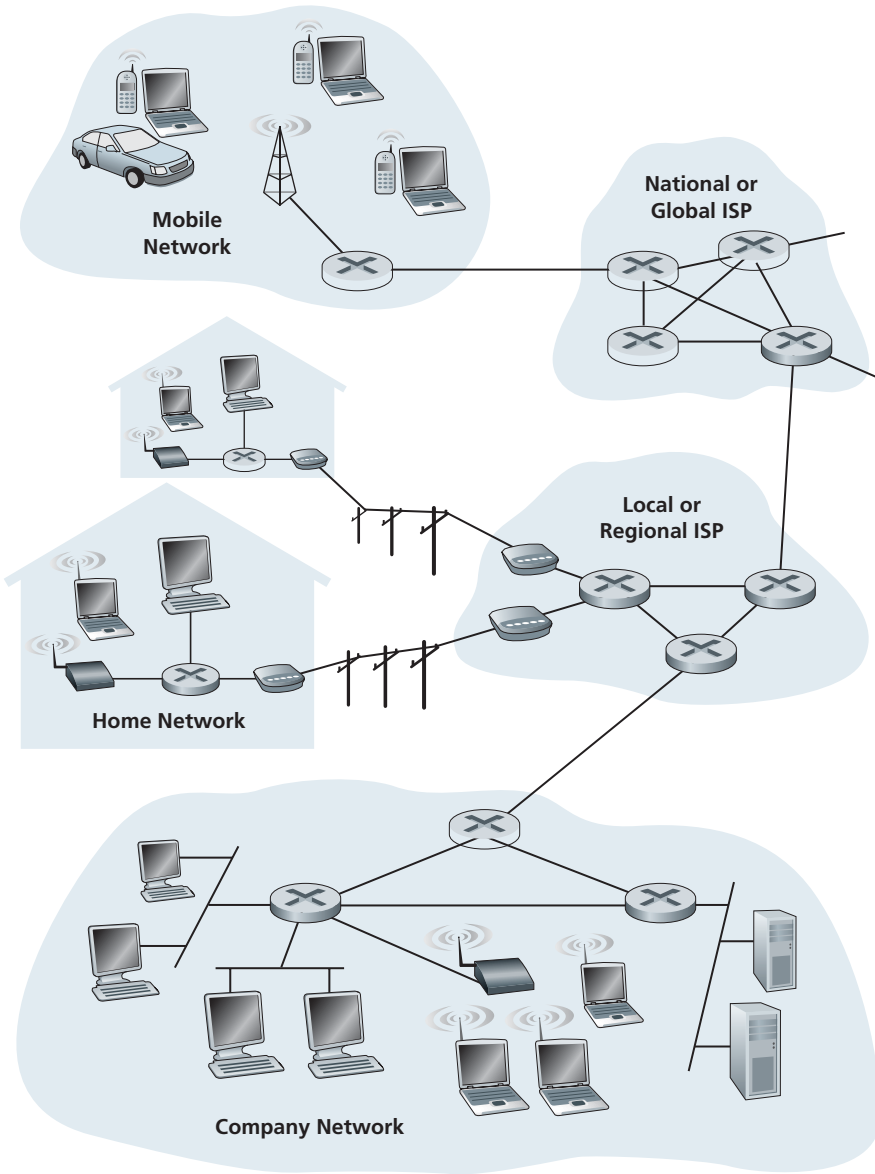 Mobile
Network
National or
Global ISP
Local or
Regional ISP
Home Network
Company Network